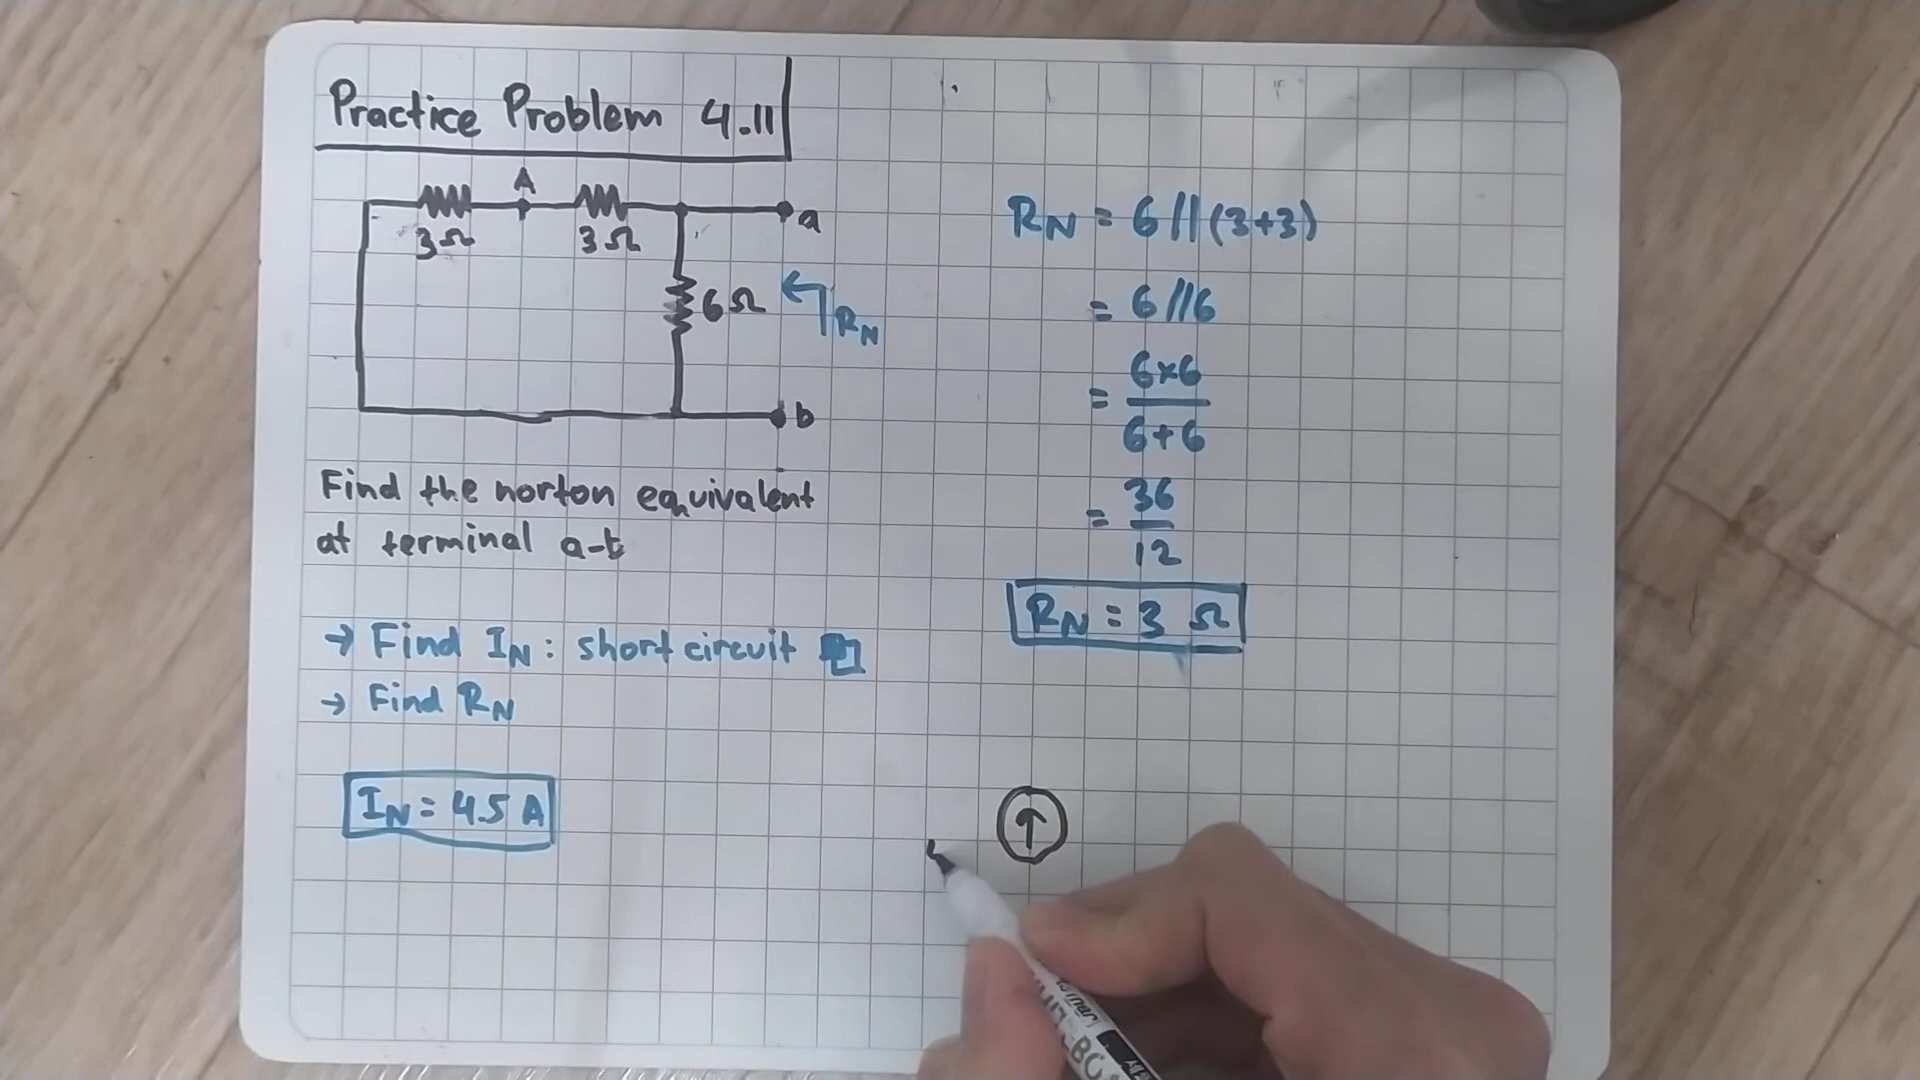 Practice Problem 4.11
A
3Ω
3Ω
a
6Ω
RN
b
Find the norton equivalent
at terminal a-b
→ Find IN: short circuit
→ Find RN
IN = 4.5 A
RN = 6//(3+3)
= 6//6
= 6×6
6+6
= 36
12
RN = 3 Ω